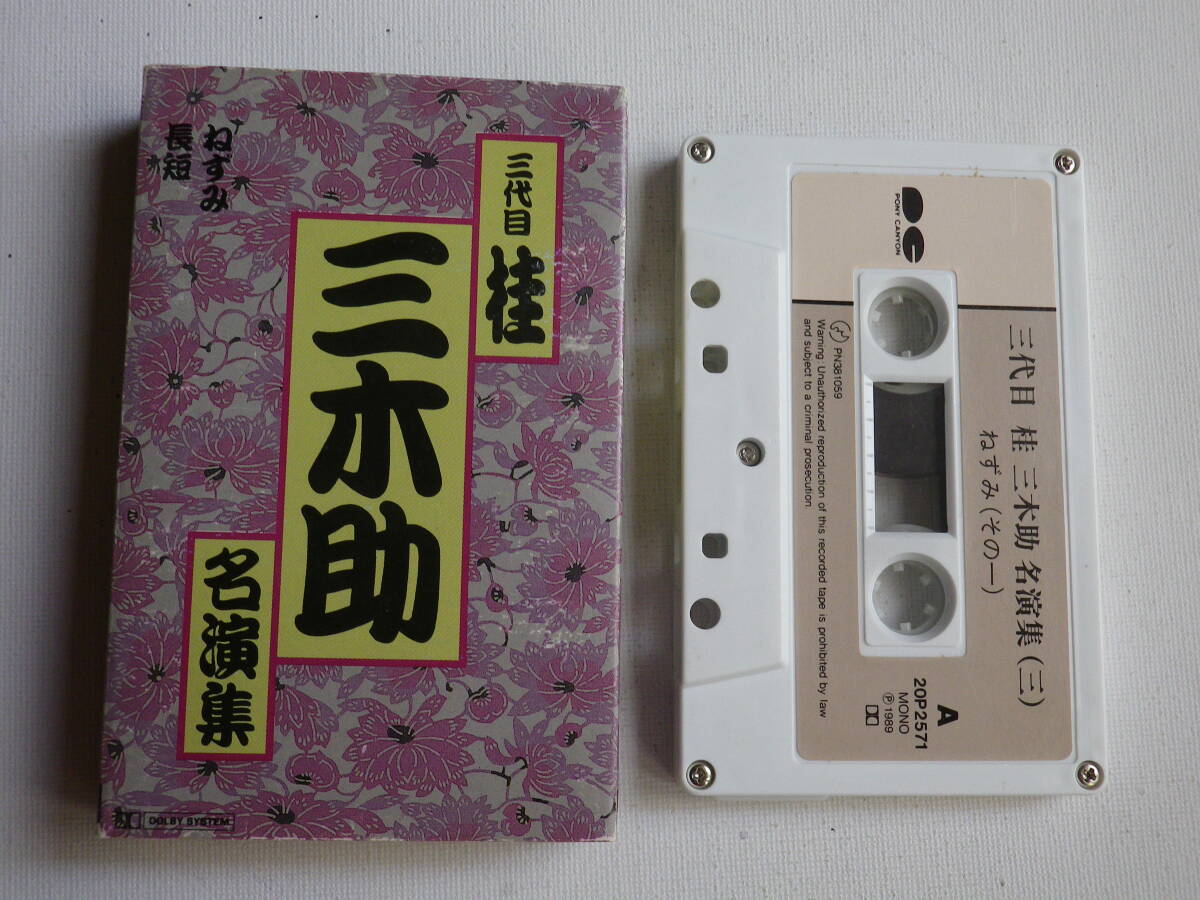 三代目 桂
三木助
名演集
ねずみ
長短
DOLBY SYSTEM
PONY CANYON
三代目 桂 三木助 名演集(三)
ねずみ(その一)
PN381059
Warning: Unauthorized reproduction of this recorded tape is prohibited by law
and subject to a criminal prosecution.
A
20P2571
MONO
Ⓟ1989